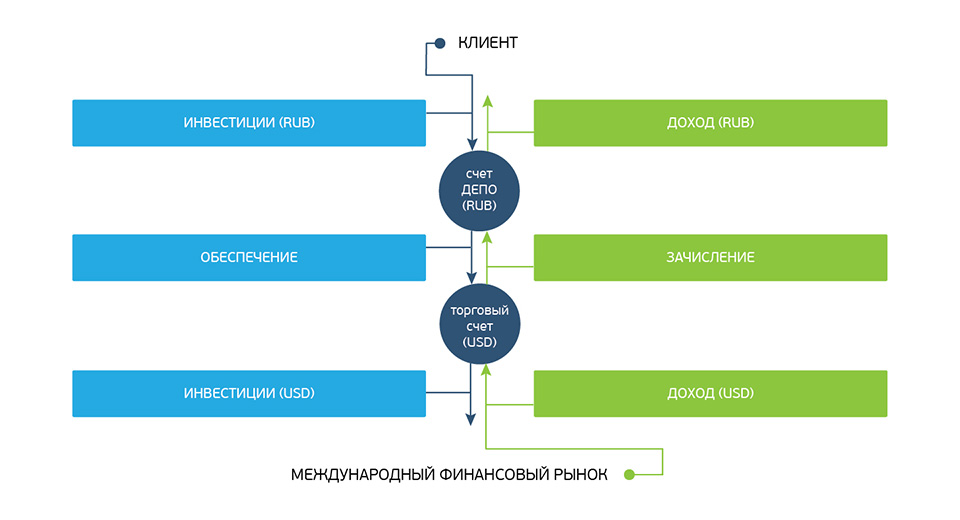 КЛИЕНТ
ИНВЕСТИЦИИ (RUB)
ДОХОД (RUB)
счет
ДЕПО
(RUB)
ОБЕСПЕЧЕНИЕ
ЗАЧИСЛЕНИЕ
торговый
счет
(USD)
ИНВЕСТИЦИИ (USD)
ДОХОД (USD)
МЕЖДУНАРОДНЫЙ ФИНАНСОВЫЙ РЫНОК